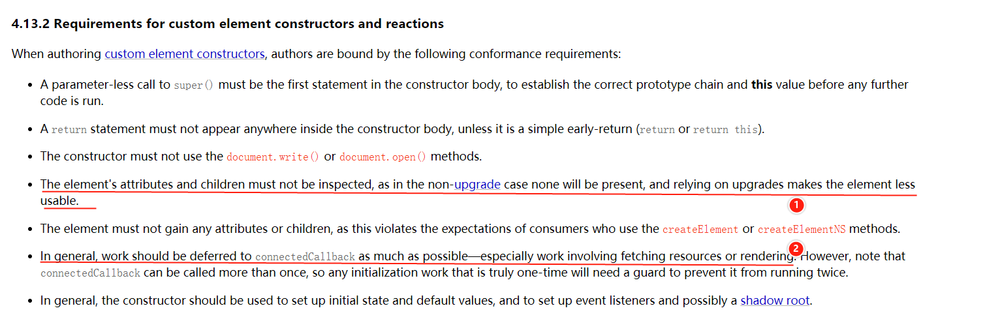 4.13.2 Requirements for custom element constructors and reactions
When authoring custom element constructors, authors are bound by the following conformance requirements:
• A parameter-less call to super() must be the first statement in the constructor body, to establish the correct prototype chain and this value before any further
code is run.
• A return statement must not appear anywhere inside the constructor body, unless it is a simple early-return (return or return this).
• The constructor must not use the document.write() or document.open() methods.
• The element's attributes and children must not be inspected, as in the non-upgrade case none will be present, and relying on upgrades makes the element less
usable.
1
• The element must not gain any attributes or children, as this violates the expectations of consumers who use the createElement or createElementNS methods.
2
• In general, work should be deferred to connectedCallback as much as possible—especially work involving fetching resources or rendering. However, note that
connectedCallback can be called more than once, so any initialization work that is truly one-time will need a guard to prevent it from running twice.
• In general, the constructor should be used to set up initial state and default values, and to set up event listeners and possibly a shadow root.